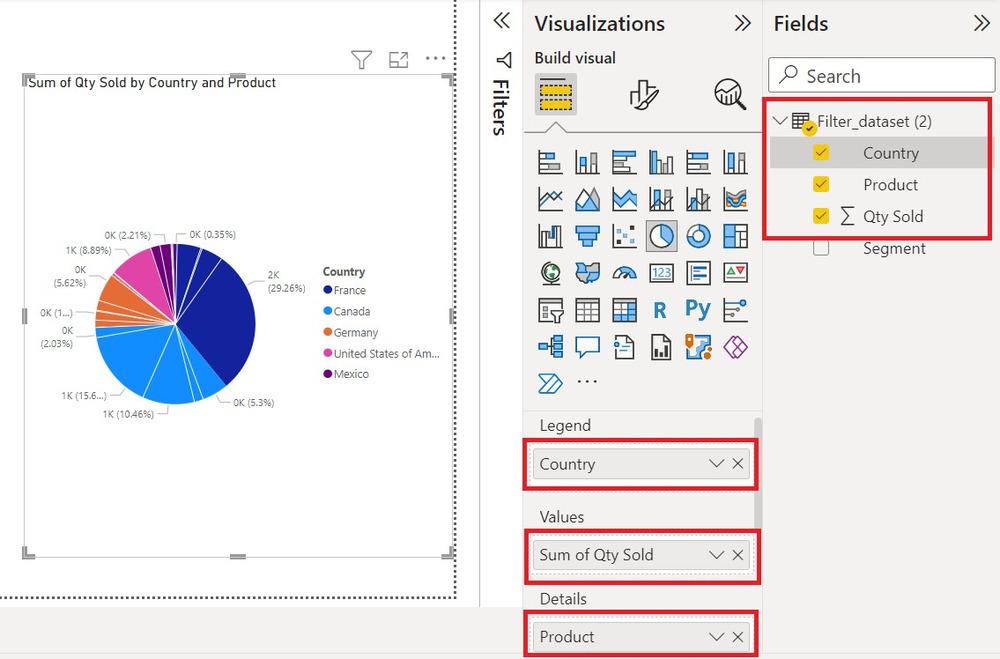 Sum of Qty Sold by Country and Product
0K (2.21%)
0K (0.35%)
1K (8.89%)
0K
(5.62%)
2K
(29.26%)
0K (1...)
0K
(2.03%)
1K (15.6...)
1K (10.46%)
0K (5.3%)
Country
France
Canada
Germany
United States of Am...
Mexico
Filters
Visualizations
Build visual
123
R
Py
Legend
Country
Values
Sum of Qty Sold
Details
Product
Fields
Search
Filter_dataset (2)
Country
Product
∑ Qty Sold
Segment